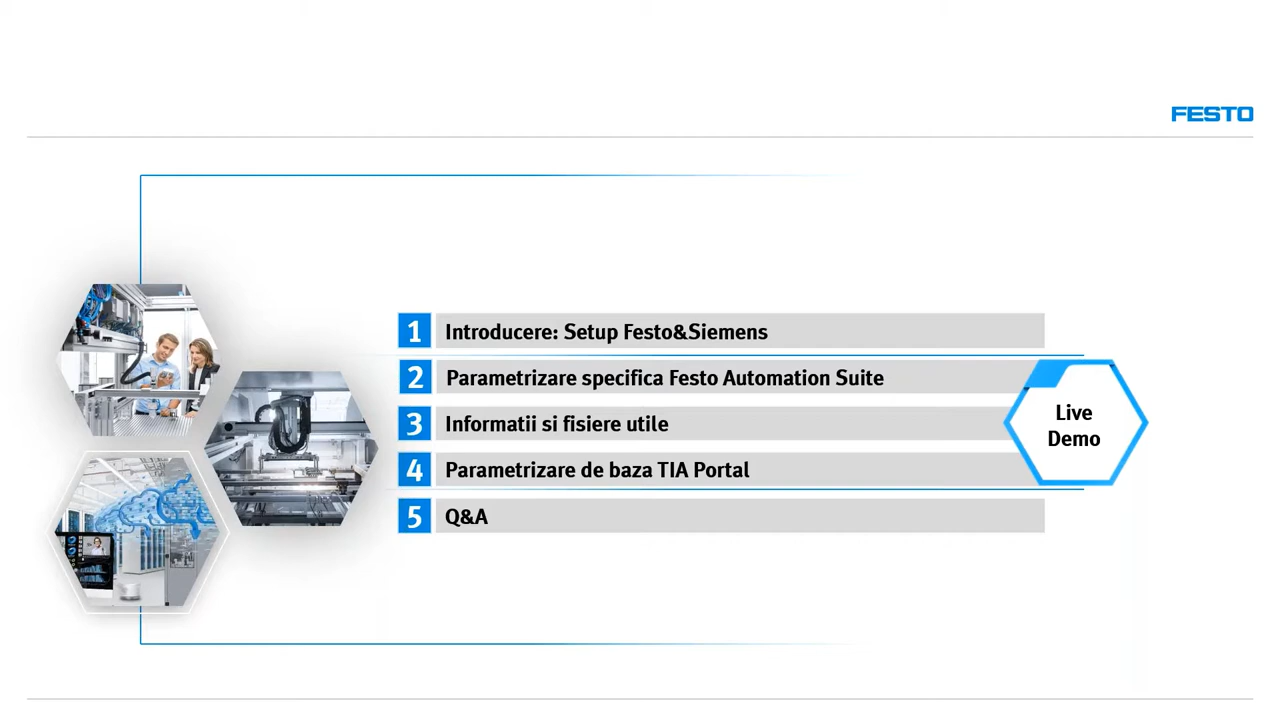 FESTO
1 Introducere: Setup Festo&Siemens
2 Parametrizare specifica Festo Automation Suite
3 Informatii si fisiere utile
4 Parametrizare de baza TIA Portal
5 Q&A
Live
Demo